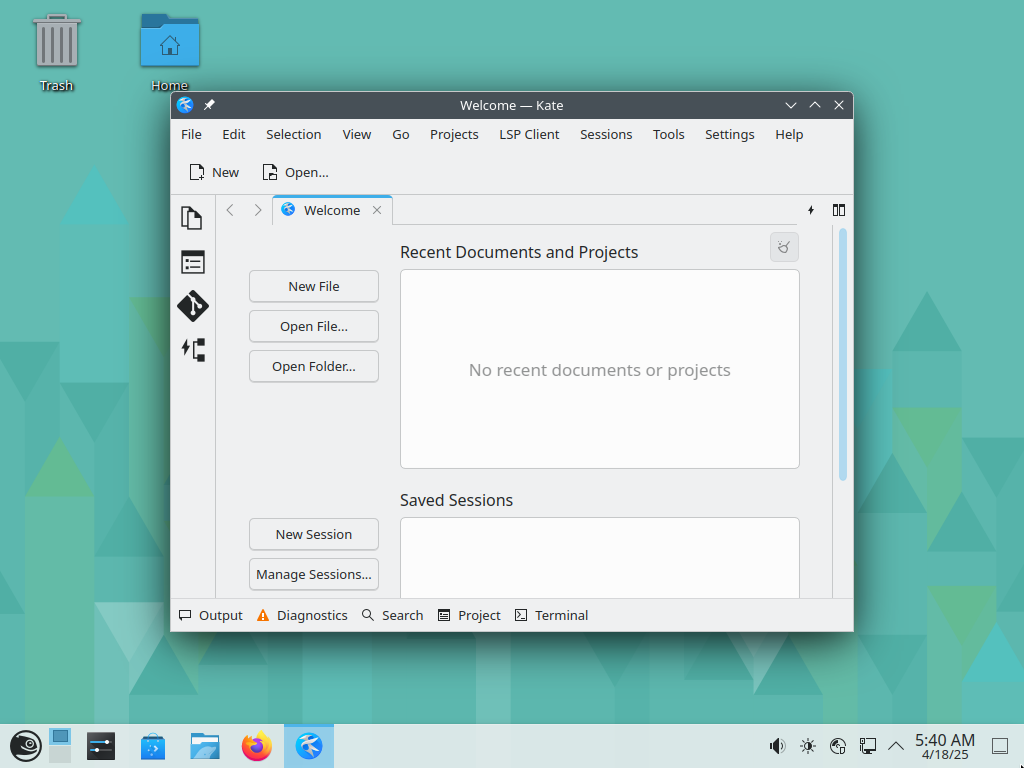 Trash
Home
Welcome — Kate
File Edit Selection View Go Projects LSP Client Sessions Tools Settings Help
New Open...
Welcome
Recent Documents and Projects
New File
Open File...
Open Folder...
No recent documents or projects
Saved Sessions
New Session
Manage Sessions...
Output Diagnostics Search Project Terminal
5:40 AM
4/18/25